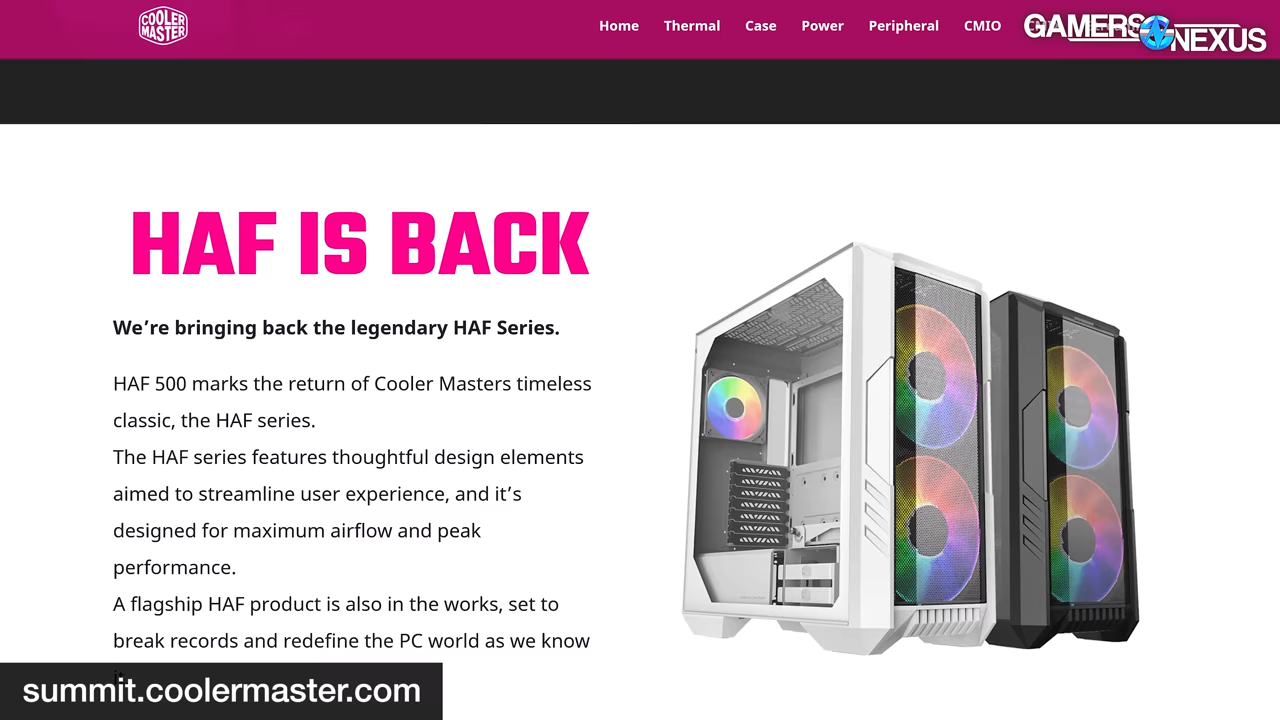 COOLER
MASTER
Home Thermal Case Power Peripheral CMIO
GAMERS NEXUS
HAF IS BACK
We’re bringing back the legendary HAF Series.
HAF 500 marks the return of Cooler Masters timeless
classic, the HAF series.
The HAF series features thoughtful design elements
aimed to streamline user experience, and it’s
designed for maximum airflow and peak
performance.
A flagship HAF product is also in the works, set to
break records and redefine the PC world as we know
summit.coolermaster.com